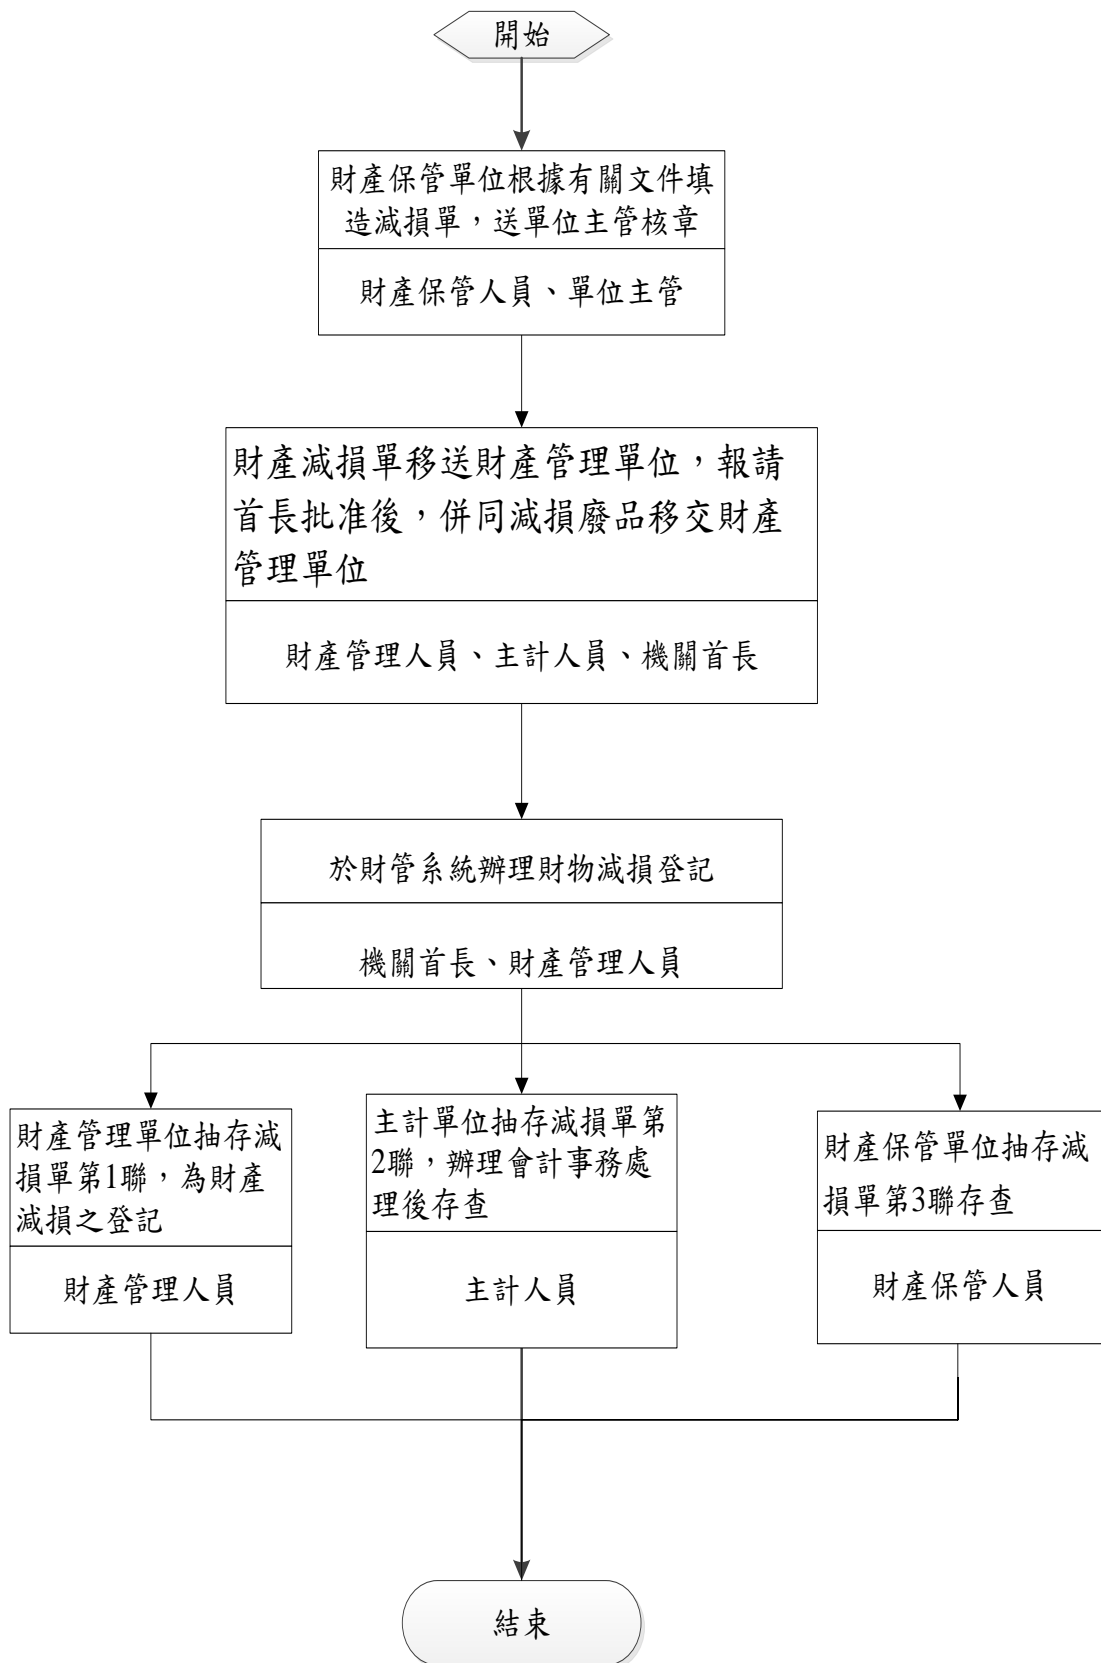 開始
財產保管單位根據有關文件填
造減損單，送單位主管核章
財產保管人員、單位主管
財產減損單移送財產管理單位，報請
首長批准後，併同減損廢品移交財產
管理單位
財產管理人員、主計人員、機關首長
於財管系統辦理財物減損登記
機關首長、財產管理人員
財產管理單位抽存減
損單第1聯，為財產
減損之登記
財產管理人員
主計單位抽存減損單第
2聯，辦理會計事務處
理後存查
主計人員
財產保管單位抽存減
損單第3聯存查
財產保管人員
結束